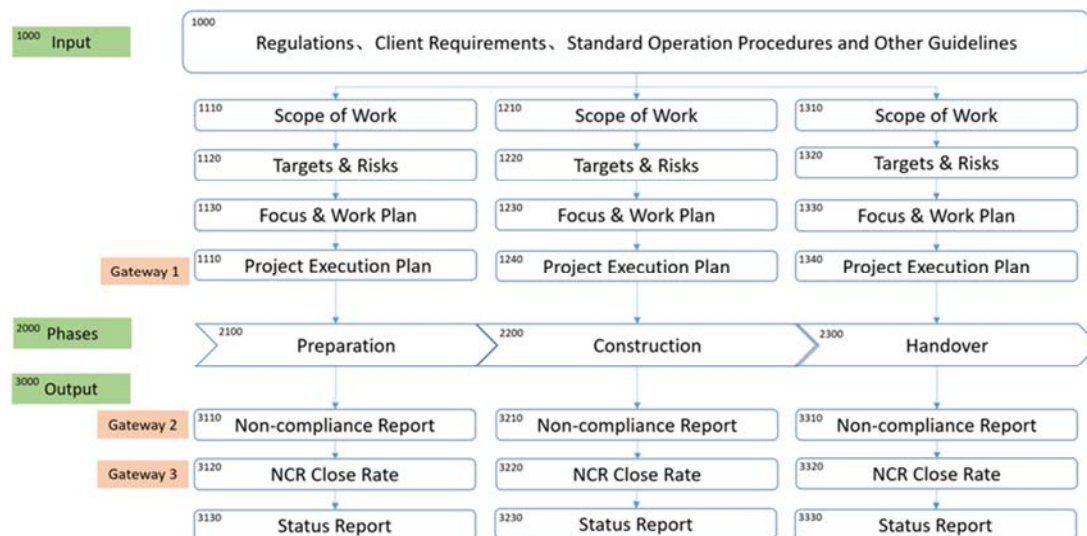 1000 Input
1000
Regulations、Client Requirements、Standard Operation Procedures and Other Guidelines
1110 Scope of Work
1210 Scope of Work
1310 Scope of Work
1120 Targets & Risks
1220 Targets & Risks
1320 Targets & Risks
1130 Focus & Work Plan
1230 Focus & Work Plan
1330 Focus & Work Plan
Gateway 1
1110 Project Execution Plan
1240 Project Execution Plan
1340 Project Execution Plan
2000 Phases
2100 Preparation
2200 Construction
2300 Handover
3000 Output
Gateway 2
3110 Non-compliance Report
3210 Non-compliance Report
3310 Non-compliance Report
Gateway 3
3120 NCR Close Rate
3220 NCR Close Rate
3320 NCR Close Rate
3130 Status Report
3230 Status Report
3330 Status Report